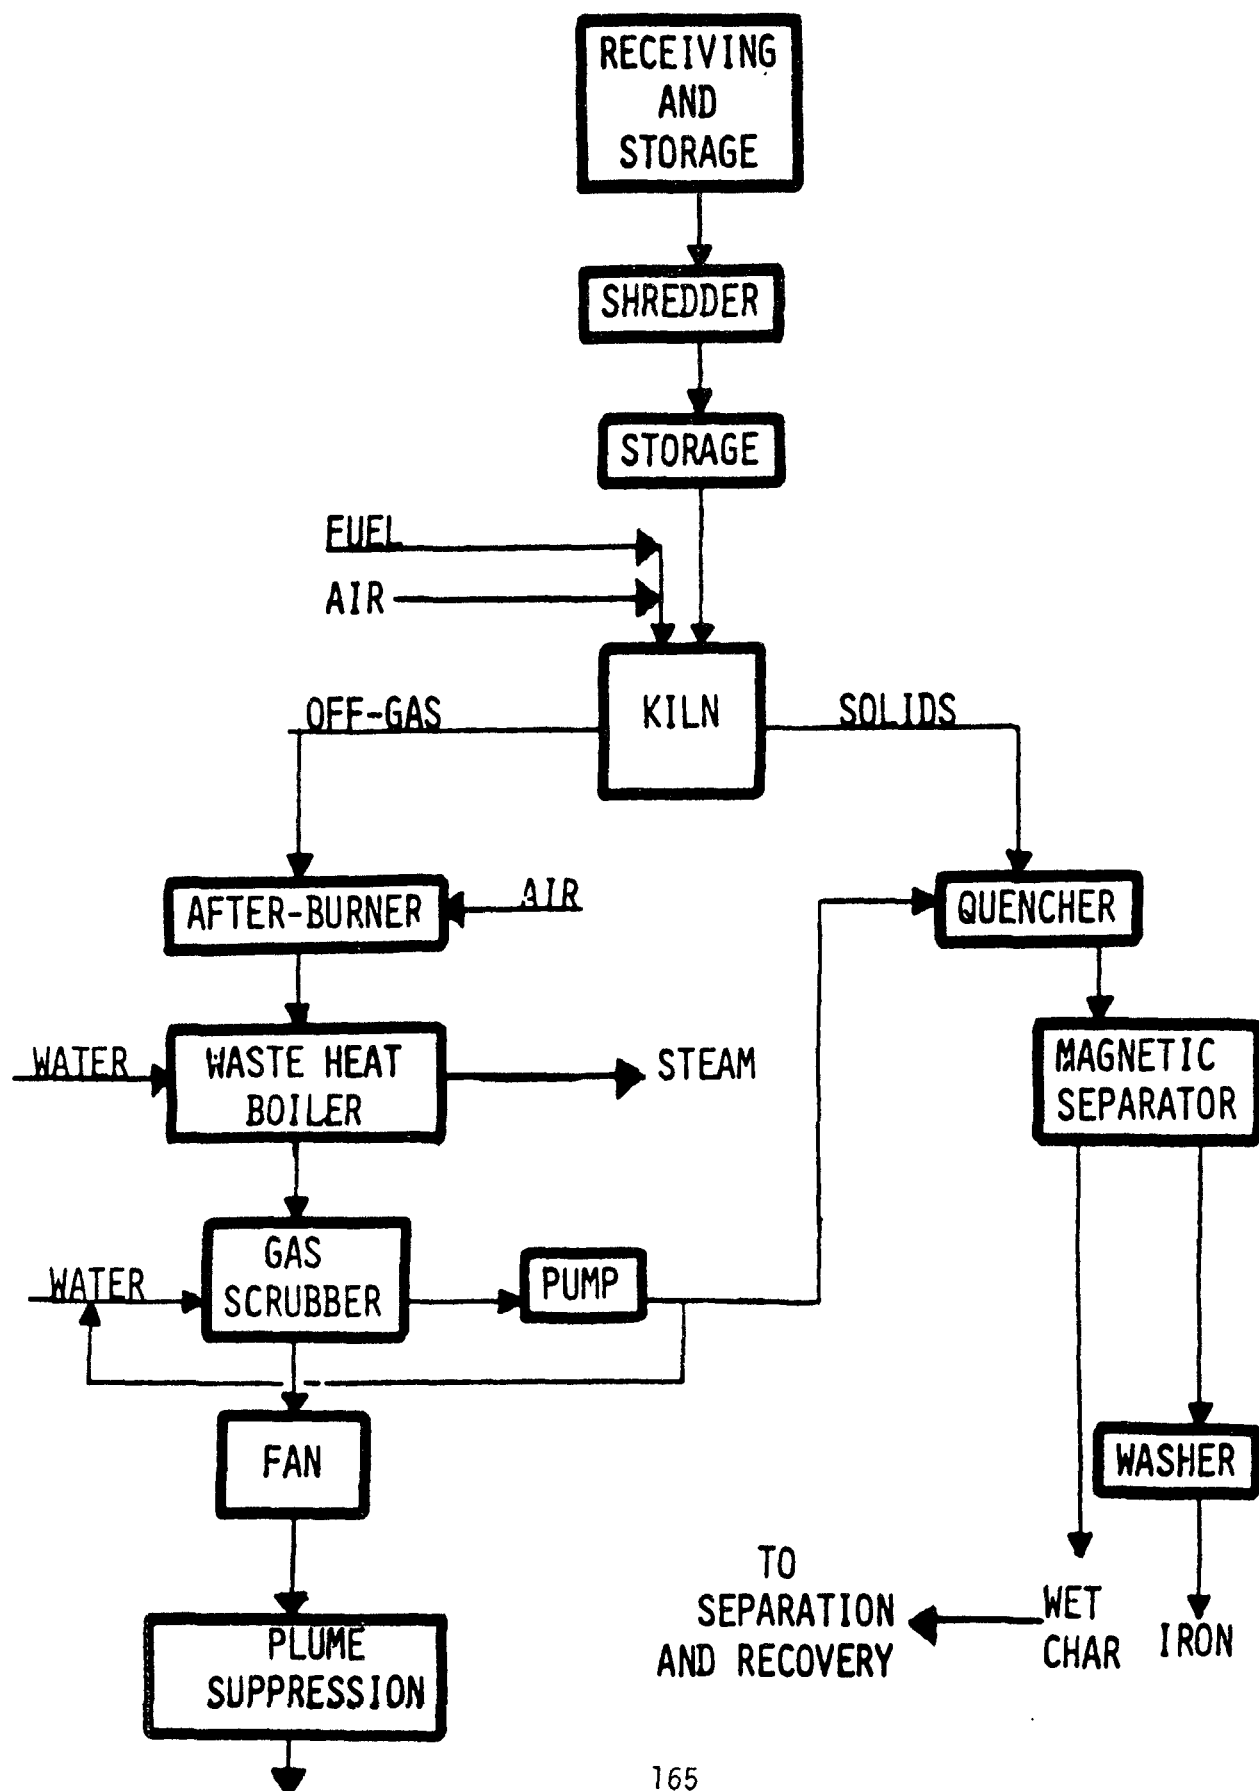 RECEIVING
AND
STORAGE
SHREDDER
STORAGE
FUEL
AIR
KILN
OFF-GAS
SOLIDS
AFTER-BURNER
AIR
QUENCHER
WATER
WASTE HEAT
BOILER
STEAM
MAGNETIC
SEPARATOR
WATER
GAS
SCRUBBER
PUMP
FAN
WASHER
TO
SEPARATION
AND RECOVERY
WET
CHAR
IRON
PLUME
SUPPRESSION
165